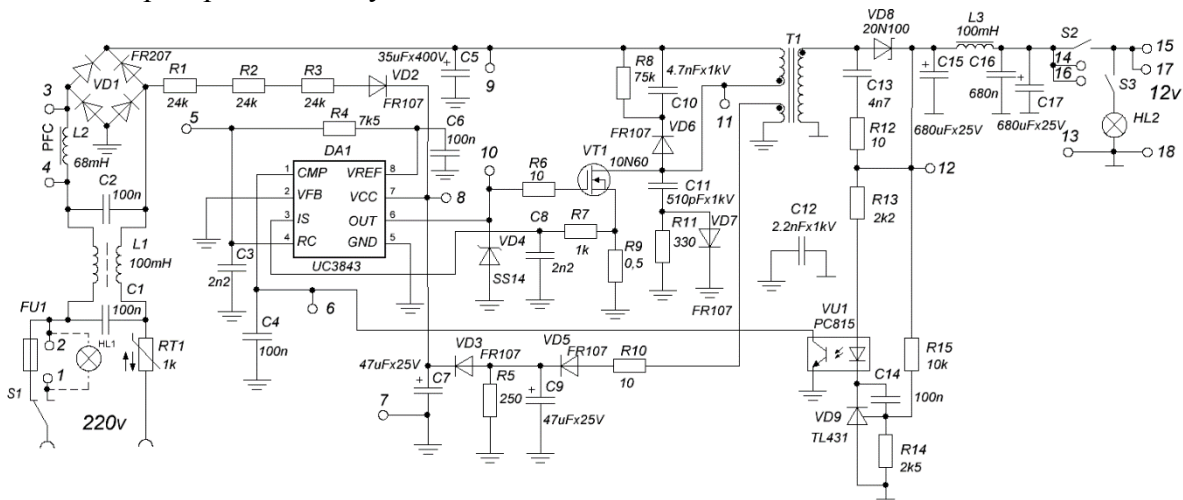 VD8
20N100
L3
100mH
S2
T1
FR207
VD1
35uFx400V
C5
+
R8
75k
4.7nFx1kV
C10
C15
+
C16
C17
+
14
16
15
17
12v
S3
HL2
3
R1
24k
R2
24k
R3
24k
VD2
FR107
9
C13
4n7
680n
680uFx25V
680uFx25V
13
18
PFC
L2
68mH
4
5
R4
7k5
C6
100n
FR107
VD6
11
R12
10
DA1
10
R6
10
VT1
10N60
12
C2
100n
1
CMP
VREF
8
2
VFB
VCC
7
8
3
IS
OUT
6
4
RC
GND
5
UC3843
C11
510pFx1kV
R13
2k2
C8
R7
1k
R11
330
VD7
C12
2.2nFx1kV
L1
100mH
C3
2n2
VD4
SS14
2n2
R9
0,5
FR107
C1
100n
FU1
2
HL1
1
RT1
1k
6
C4
100n
VU1
PC815
47uFx25V
VD3
FR107
VD5
FR107
R10
10
R15
10k
S1
220v
C7
+
R5
250
C9
+
47uFx25V
C14
100n
7
VD9
TL431
R14
2k5